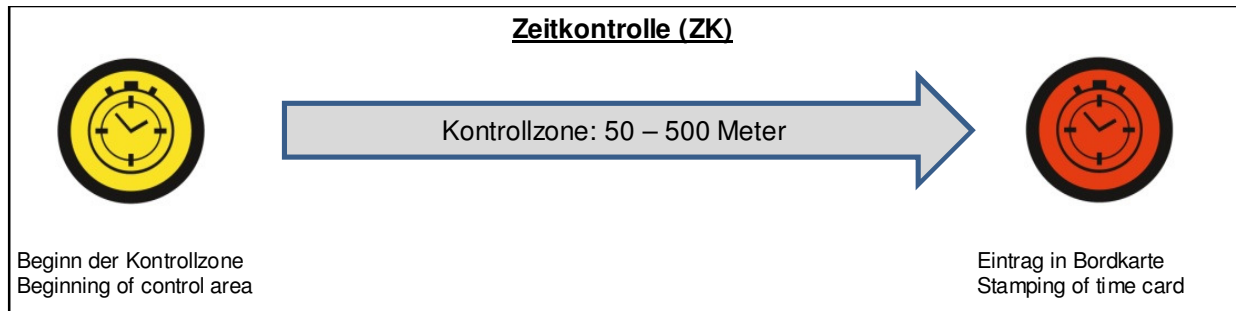 Zeitkontrolle (ZK)
Kontrollzone: 50 – 500 Meter
Beginn der Kontrollzone
Beginning of control area
Eintrag in Bordkarte
Stamping of time card